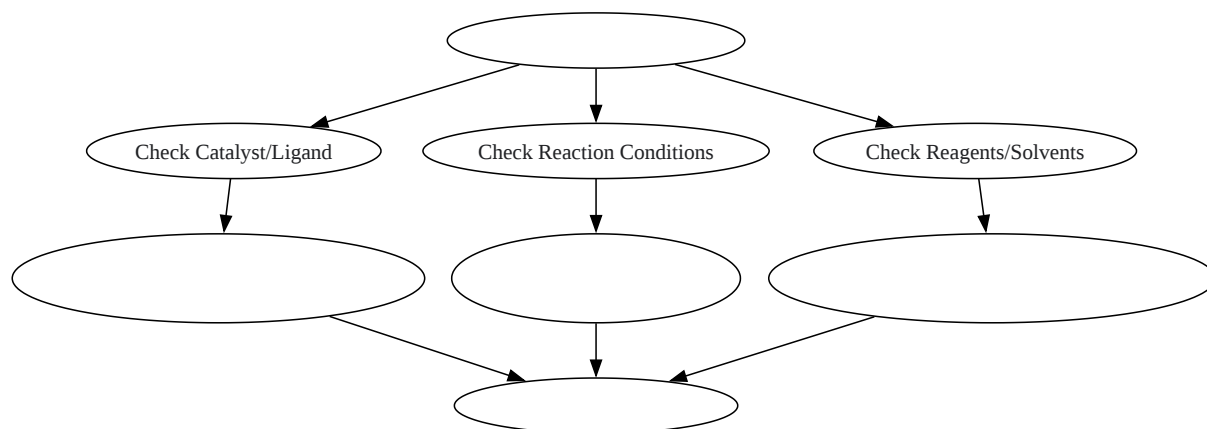 Check Catalyst/Ligand
Check Reaction Conditions
Check Reagents/Solvents